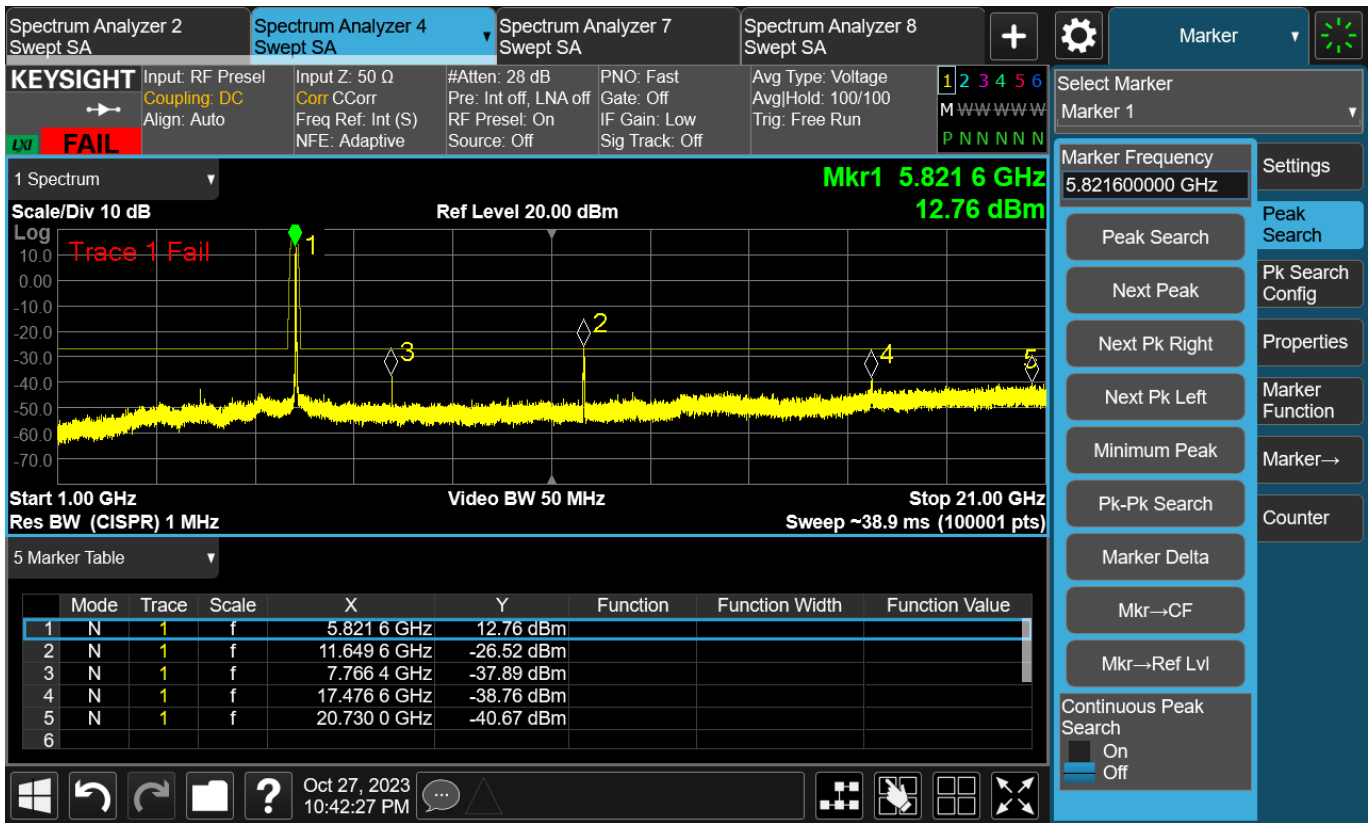 Spectrum Analyzer 2
Swept SA
Spectrum Analyzer 4
Swept SA
Spectrum Analyzer 7
Swept SA
Spectrum Analyzer 8
Swept SA
+
Marker
KEYSIGHT
LXI
FAIL
Input: RF Presel
Coupling: DC
Align: Auto
Input Z: 50 Ω
Corr CCorr
Freq Ref: Int (S)
NFE: Adaptive
#Atten: 28 dB
Pre: Int off, LNA off
RF Presel: On
Source: Off
PNO: Fast
Gate: Off
IF Gain: Low
Sig Track: Off
Avg Type: Voltage
Avg|Hold: 100/100
Trig: Free Run
1 2 3 4 5 6
M W W W W W
P N N N N N
Select Marker
Marker 1
1 Spectrum
Mkr1 5.821 6 GHz
12.76 dBm
Scale/Div 10 dB
Ref Level 20.00 dBm
Log
Trace 1 Fail
10.0
0.00
-10.0
-20.0
-30.0
-40.0
-50.0
-60.0
-70.0
1
2
3
4
5
Start 1.00 GHz
Video BW 50 MHz
Stop 21.00 GHz
Res BW (CISPR) 1 MHz
Sweep ~38.9 ms (100001 pts)
5 Marker Table
Mode Trace Scale X Y Function Function Width Function Value
1 N 1 f 5.821 6 GHz 12.76 dBm
2 N 1 f 11.649 6 GHz -26.52 dBm
3 N 1 f 7.766 4 GHz -37.89 dBm
4 N 1 f 17.476 6 GHz -38.76 dBm
5 N 1 f 20.730 0 GHz -40.67 dBm
6
Marker Frequency
5.821600000 GHz
Peak Search
Next Peak
Next Pk Right
Next Pk Left
Minimum Peak
Pk-Pk Search
Marker Delta
Mkr→CF
Mkr→Ref Lvl
Continuous Peak
Search
On
Off
Settings
Peak
Search
Pk Search
Config
Properties
Marker
Function
Marker→
Counter
?
Oct 27, 2023
10:42:27 PM